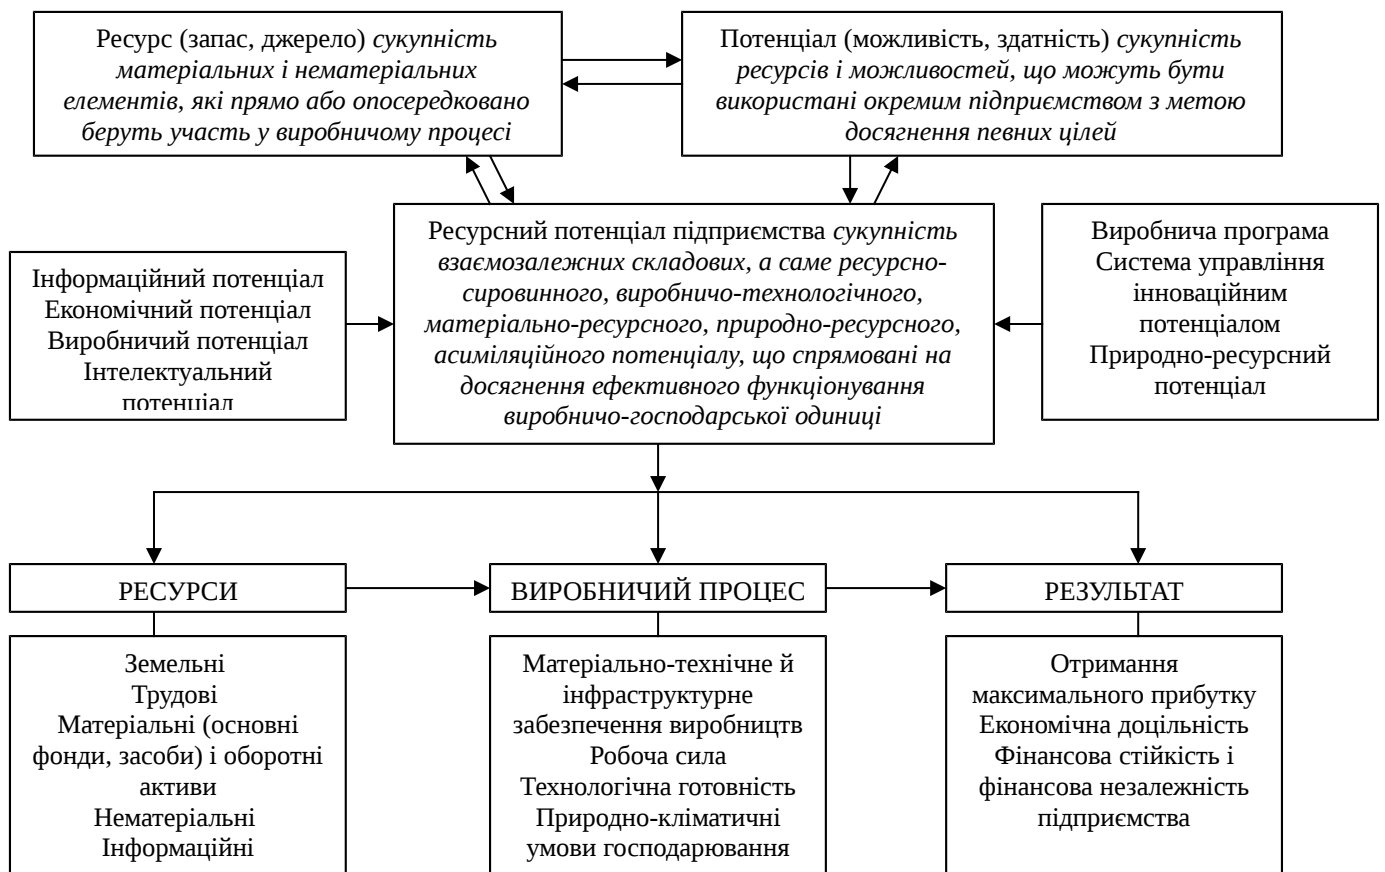 Ресурс (запас, джерело) сукупність
матеріальних і нематеріальних
елементів, які прямо або опосередковано
беруть участь у виробничому процесі
Потенціал (можливість, здатність) сукупність
ресурсів і можливостей, що можуть бути
використані окремим підприємством з метою
досягнення певних цілей
Інформаційний потенціал
Економічний потенціал
Виробничий потенціал
Інтелектуальний
потенціал
Ресурсний потенціал підприємства сукупність
взаємозалежних складових, а саме ресурсно-
сировинного, виробничо-технологічного,
матеріально-ресурсного, природно-ресурсного,
асиміляційного потенціалу, що спрямовані на
досягнення ефективного функціонування
виробничо-господарської одиниці
Виробнича програма
Система управління
інноваційним
потенціалом
Природно-ресурсний
потенціал
РЕСУРСИ
ВИРОБНИЧИЙ ПРОЦЕС
РЕЗУЛЬТАТ
Земельні
Трудові
Матеріальні (основні
фонди, засоби) і оборотні
активи
Нематеріальні
Інформаційні
Матеріально-технічне й
інфраструктурне
забезпечення виробництв
Робоча сила
Технологічна готовність
Природно-кліматичні
умови господарювання
Отримання
максимального прибутку
Економічна доцільність
Фінансова стійкість і
фінансова незалежність
підприємства